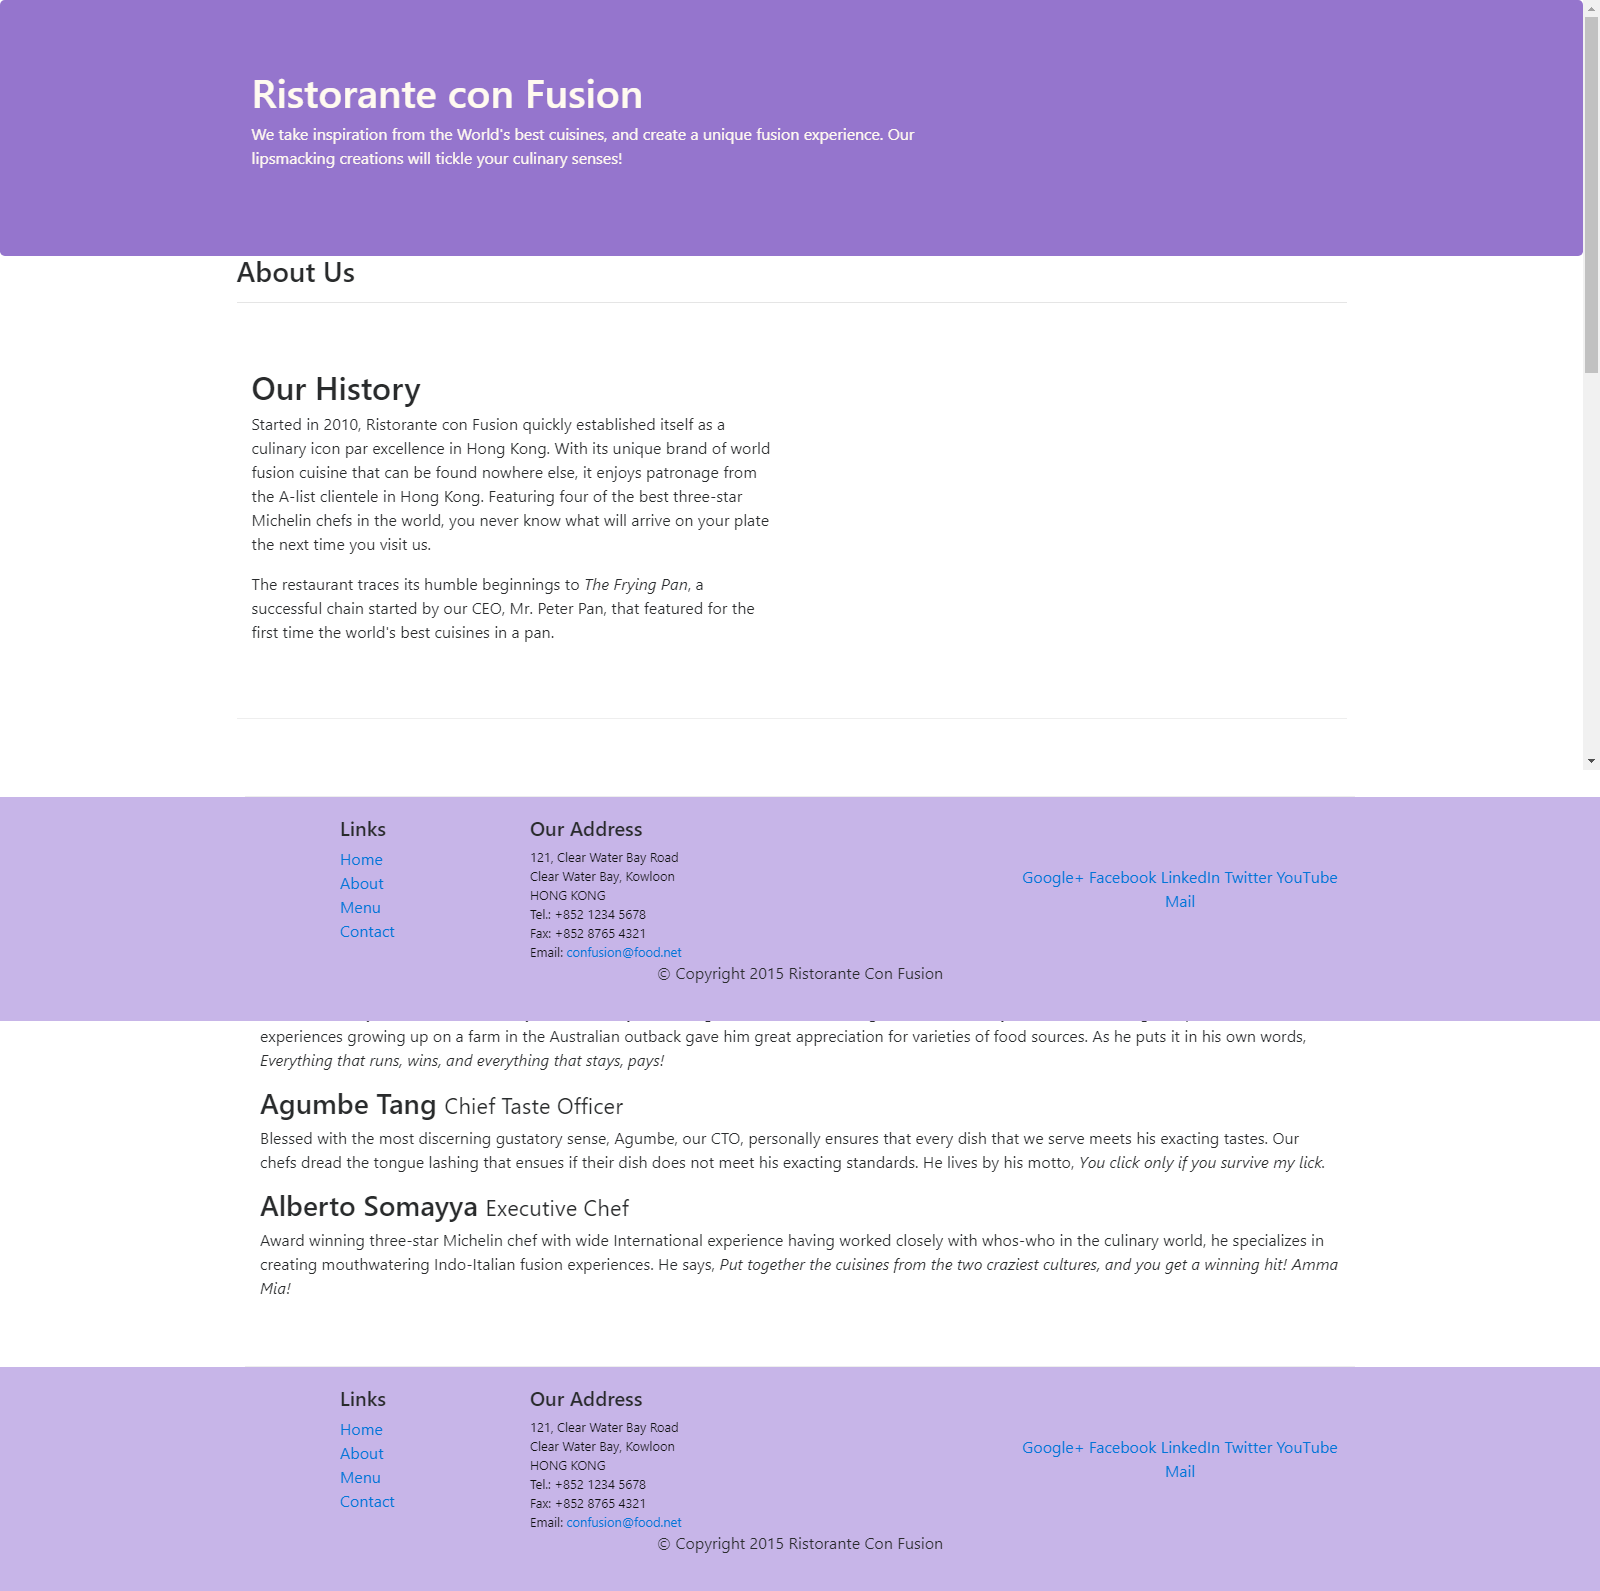 Ristorante con Fusion
We take inspiration from the World's best cuisines, and create a unique fusion experience. Our
lipsmacking creations will tickle your culinary senses!
About Us
Our History
Started in 2010, Ristorante con Fusion quickly established itself as a
culinary icon par excellence in Hong Kong. With its unique brand of world
fusion cuisine that can be found nowhere else, it enjoys patronage from
the A-list clientele in Hong Kong. Featuring four of the best three-star
Michelin chefs in the world, you never know what will arrive on your plate
the next time you visit us.
The restaurant traces its humble beginnings to The Frying Pan, a
successful chain started by our CEO, Mr. Peter Pan, that featured for the
first time the world's best cuisines in a pan.
Links
Home
About
Menu
Contact
Our Address
121, Clear Water Bay Road
Clear Water Bay, Kowloon
HONG KONG
Tel.: +852 1234 5678
Fax: +852 8765 4321
Email: confusion@food.net
Google+ Facebook LinkedIn Twitter YouTube
Mail
© Copyright 2015 Ristorante Con Fusion
experiences growing up on a farm in the Australian outback gave him great appreciation for varieties of food sources. As he puts it in his own words,
Everything that runs, wins, and everything that stays, pays!
Agumbe Tang Chief Taste Officer
Blessed with the most discerning gustatory sense, Agumbe, our CTO, personally ensures that every dish that we serve meets his exacting tastes. Our
chefs dread the tongue lashing that ensues if their dish does not meet his exacting standards. He lives by his motto, You click only if you survive my lick.
Alberto Somayya Executive Chef
Award winning three-star Michelin chef with wide International experience having worked closely with whos-who in the culinary world, he specializes in
creating mouthwatering Indo-Italian fusion experiences. He says, Put together the cuisines from the two craziest cultures, and you get a winning hit! Amma
Mia!
Links
Home
About
Menu
Contact
Our Address
121, Clear Water Bay Road
Clear Water Bay, Kowloon
HONG KONG
Tel.: +852 1234 5678
Fax: +852 8765 4321
Email: confusion@food.net
Google+ Facebook LinkedIn Twitter YouTube
Mail
© Copyright 2015 Ristorante Con Fusion